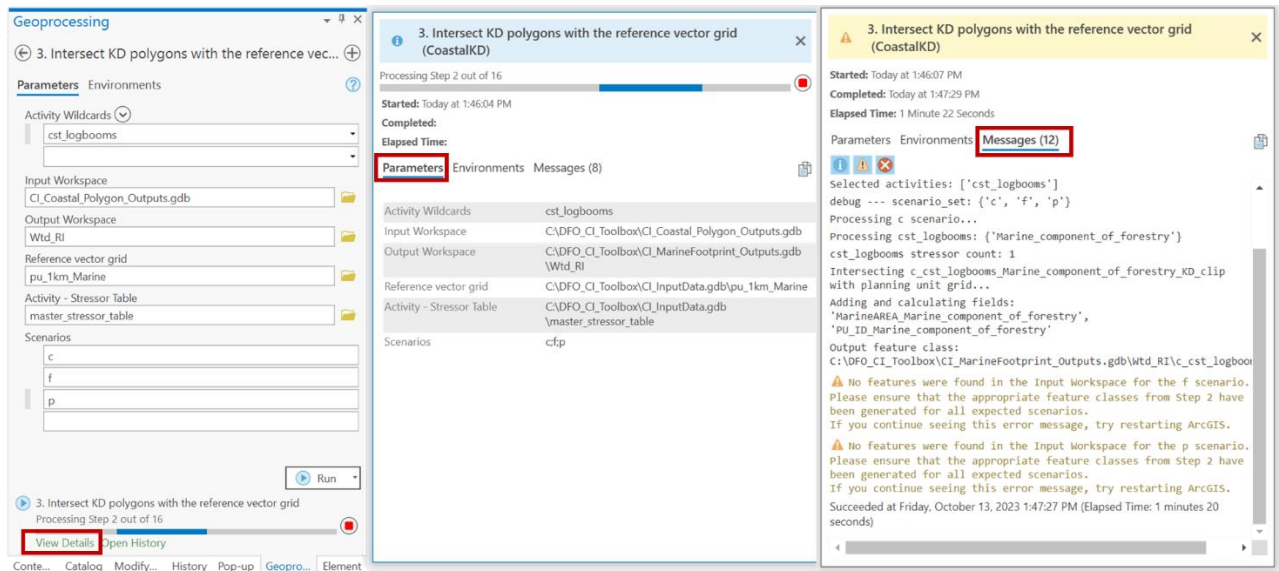 Geoprocessing
3. Intersect KD polygons with the reference vec...
Parameters Environments
Activity Wildcards
cst_logbooms
Input Workspace
CI_Coastal_Polygon_Outputs.gdb
Output Workspace
Wtd_RI
Reference vector grid
pu_1km_Marine
Activity - Stressor Table
master_stressor_table
Scenarios
c
f
p
Run
3. Intersect KD polygons with the reference vector grid
Processing Step 2 out of 16
View Details Open History
Conte... Catalog Modify... History Pop-up Geopro... Element
3. Intersect KD polygons with the reference vector grid
(CoastalKD)
Processing Step 2 out of 16
Started: Today at 1:46:04 PM
Completed:
Elapsed Time:
Parameters Environments Messages (8)
Activity Wildcards cst_logbooms
Input Workspace C:\DFO_CI_Toolbox\CI_Coastal_Polygon_Outputs.gdb
Output Workspace C:\DFO_CI_Toolbox\CI_MarineFootprint_Outputs.gdb
\Wtd_RI
Reference vector grid C:\DFO_CI_Toolbox\CI_InputData.gdb\pu_1km_Marine
Activity - Stressor Table C:\DFO_CI_Toolbox\CI_InputData.gdb
\master_stressor_table
Scenarios c;f;p
3. Intersect KD polygons with the reference vector grid
(CoastalKD)
Started: Today at 1:46:07 PM
Completed: Today at 1:47:29 PM
Elapsed Time: 1 Minute 22 Seconds
Parameters Environments Messages (12)
Selected activities: ['cst_logbooms']
debug --- scenario_set: {'c', 'f', 'p'}
Processing c scenario...
Processing cst_logbooms: {'Marine_component_of_forestry'}
cst_logbooms stressor count: 1
Intersecting c_cst_logbooms_Marine_component_of_forestry_KD_clip
with planning unit grid...
Adding and calculating fields:
'MarineAREA_Marine_component_of_forestry',
'PU_ID_Marine_component_of_forestry'
Output feature class:
C:\DFO_CI_Toolbox\CI_MarineFootprint_Outputs.gdb\Wtd_RI\c_cst_logboo
No features were found in the Input Workspace for the f scenario.
Please ensure that the appropriate feature classes from Step 2 have
been generated for all expected scenarios.
If you continue seeing this error message, try restarting ArcGIS.
No features were found in the Input Workspace for the p scenario.
Please ensure that the appropriate feature classes from Step 2 have
been generated for all expected scenarios.
If you continue seeing this error message, try restarting ArcGIS.
Succeeded at Friday, October 13, 2023 1:47:27 PM (Elapsed Time: 1 minutes 20
seconds)